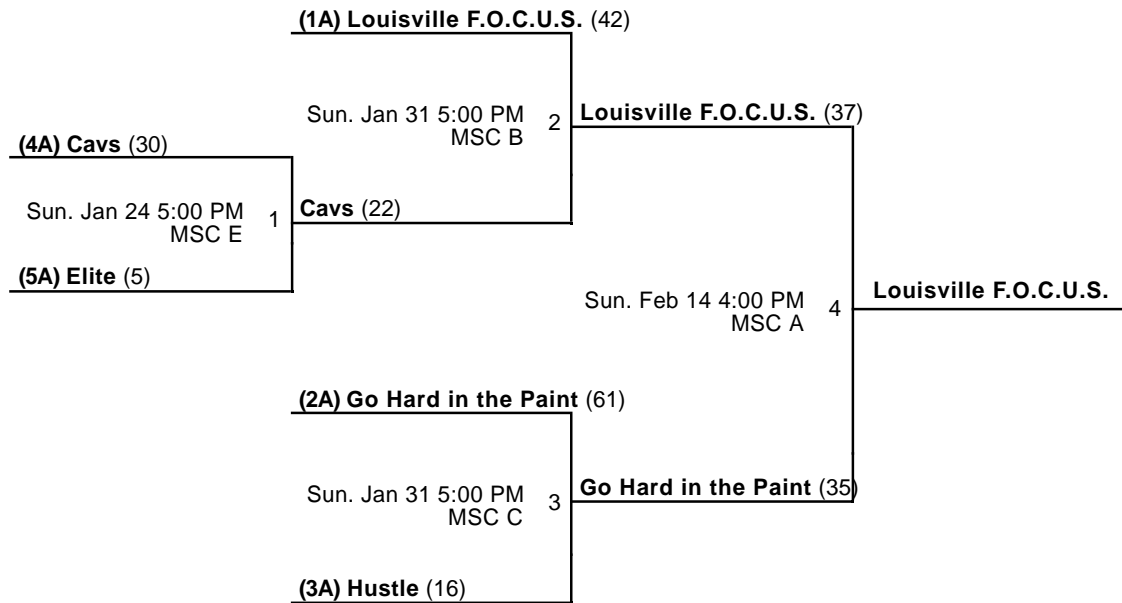 (1A) Louisville F.O.C.U.S. (42)
Sun. Jan 31 5:00 PM 2
MSC B
Louisville F.O.C.U.S. (37)
(4A) Cavs (30)
Sun. Jan 24 5:00 PM 1
MSC E
Cavs (22)
(5A) Elite (5)
Sun. Feb 14 4:00 PM 4
MSC A
Louisville F.O.C.U.S.
(2A) Go Hard in the Paint (61)
Sun. Jan 31 5:00 PM 3
MSC C
Go Hard in the Paint (35)
(3A) Hustle (16)